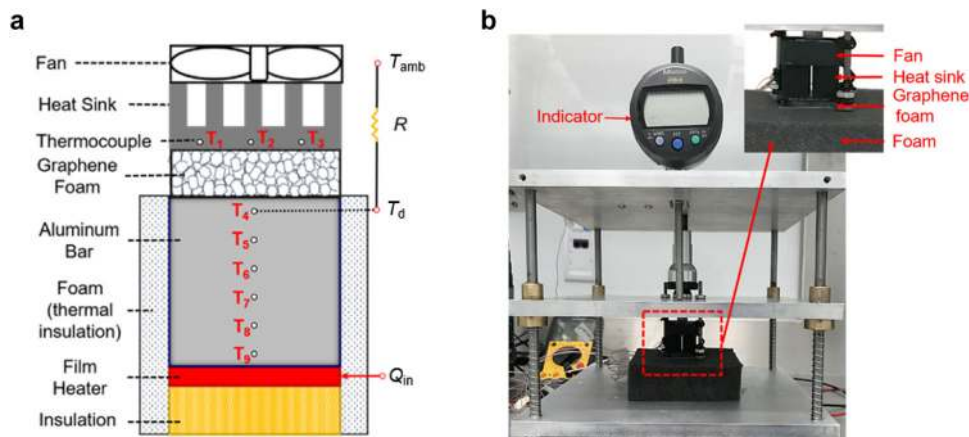 a
Fan
Heat Sink
Thermocouple
Graphene
Foam
Aluminum
Bar
Foam
(thermal
insulation)
Film
Heater
Insulation
T1 T2 T3
T4
T5
T6
T7
T8
T9
Tamb
R
Td
Qin
b
Indicator
Fan
Heat sink
Graphene
foam
Foam